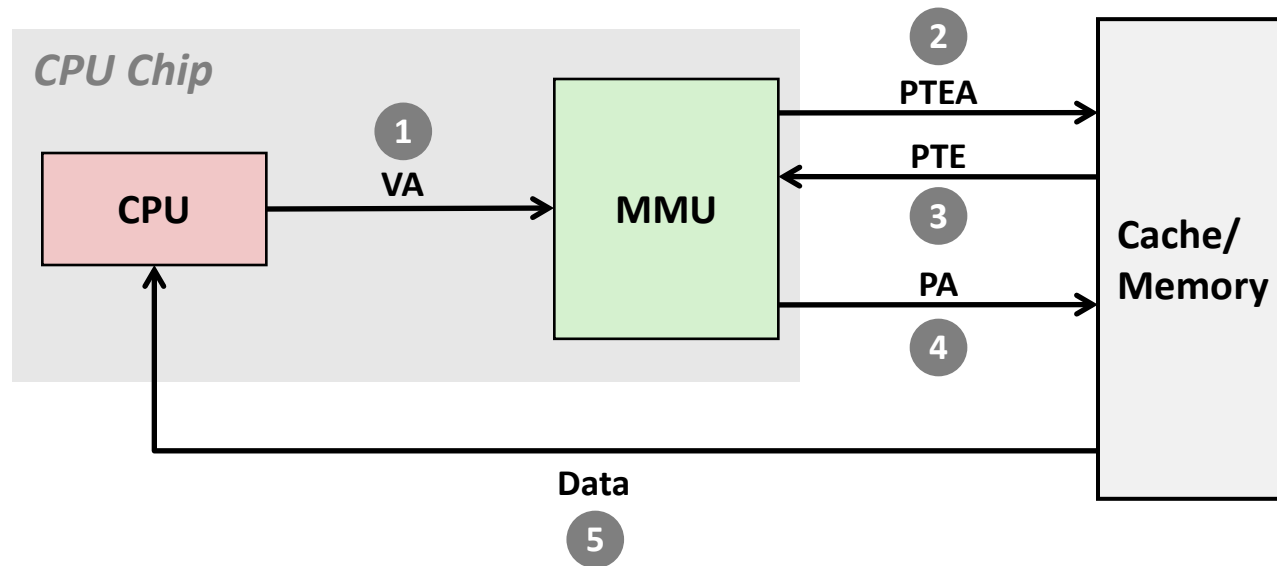 CPU Chip
2
PTEA
1
VA
PTE
3
CPU
MMU
Cache/
Memory
PA
4
Data
5